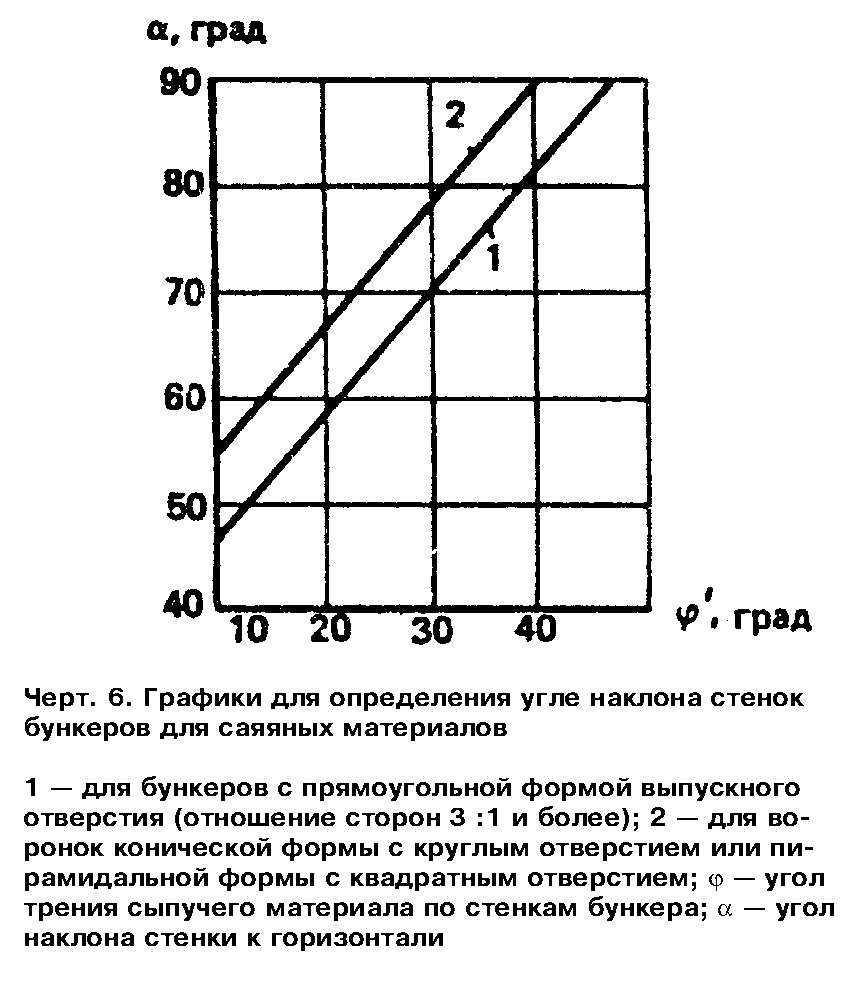 α, град
90
80
70
60
50
40
2
1
10 20 30 40
φ', град
Черт. 6. Графики для определения угле наклона стенок
бункеров для саяяных материалов
1 — для бункеров с прямоугольной формой выпускного
отверстия (отношение сторон 3 :1 и более); 2 — для во-
ронок конической формы с круглым отверстием или пи-
рамидальной формы с квадратным отверстием; φ — угол
трения сыпучего материала по стенкам бункера; α — угол
наклона стенки к горизонтали